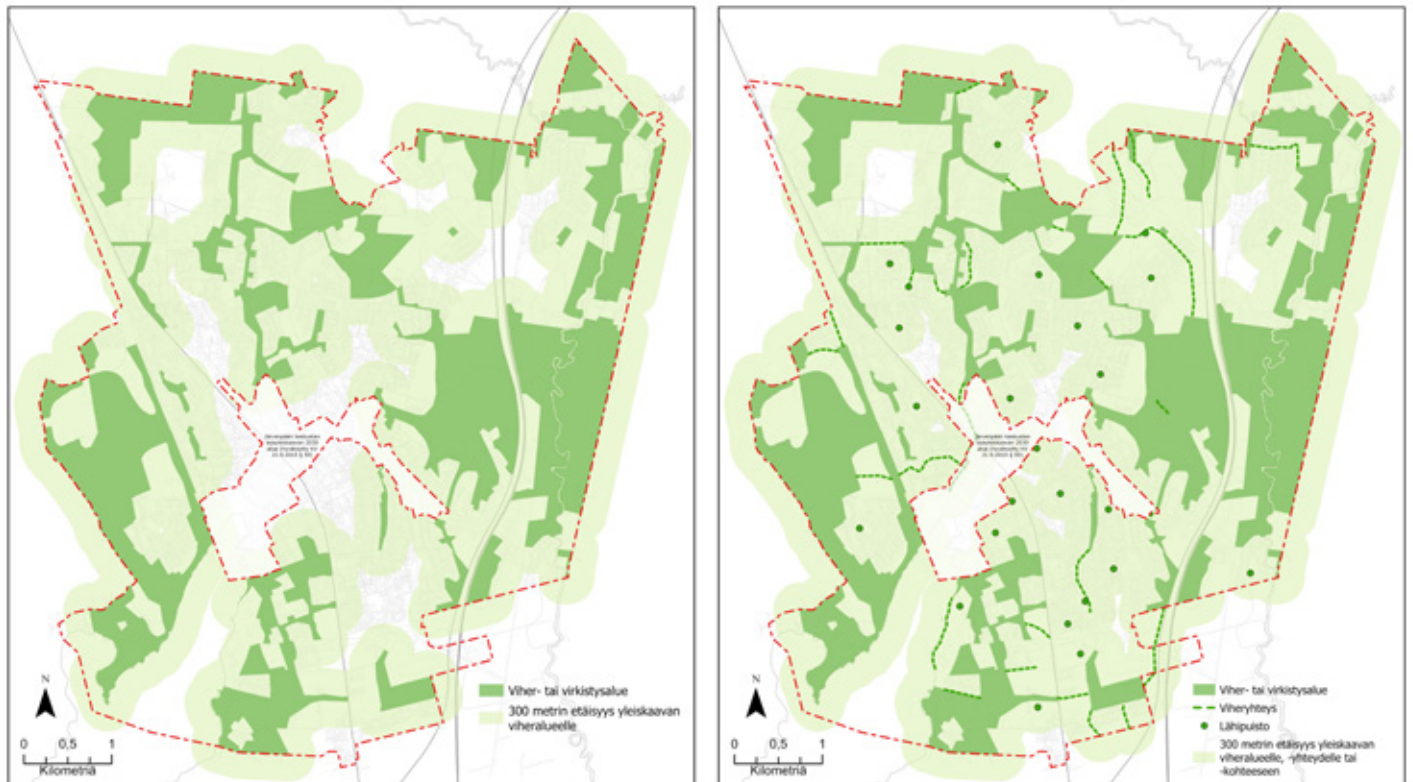 N
0 0,5 1
Kilometriä
Viher- tai virkistysalue
300 metrin etäisyys yleiskaavan
viheralueelle
N
0 0,5 1
Kilometriä
Viher- tai virkistysalue
Viheryhteys
Lähipuisto
300 metrin etäisyys yleiskaavan
viheralueelle, -yhteydelle tai
-kohteeseen